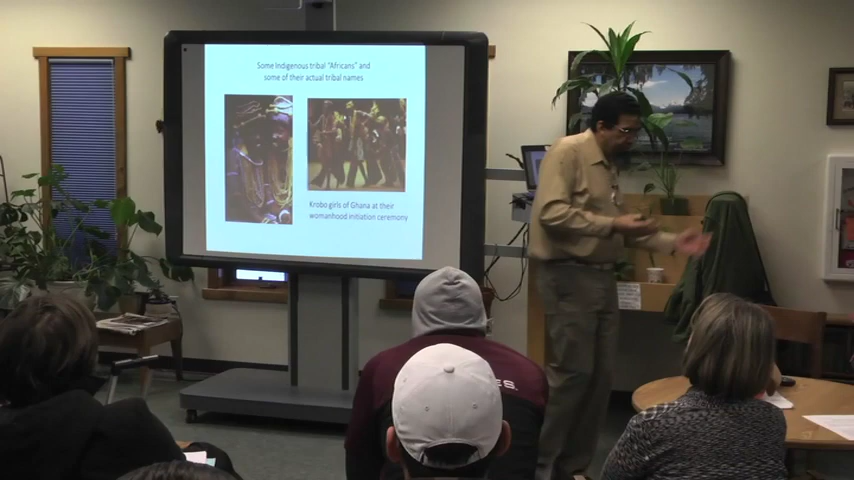 Some Indigenous tribal "Africans" and
some of their actual tribal names
Krobo girls of Ghana at their
womanhood initiation ceremony